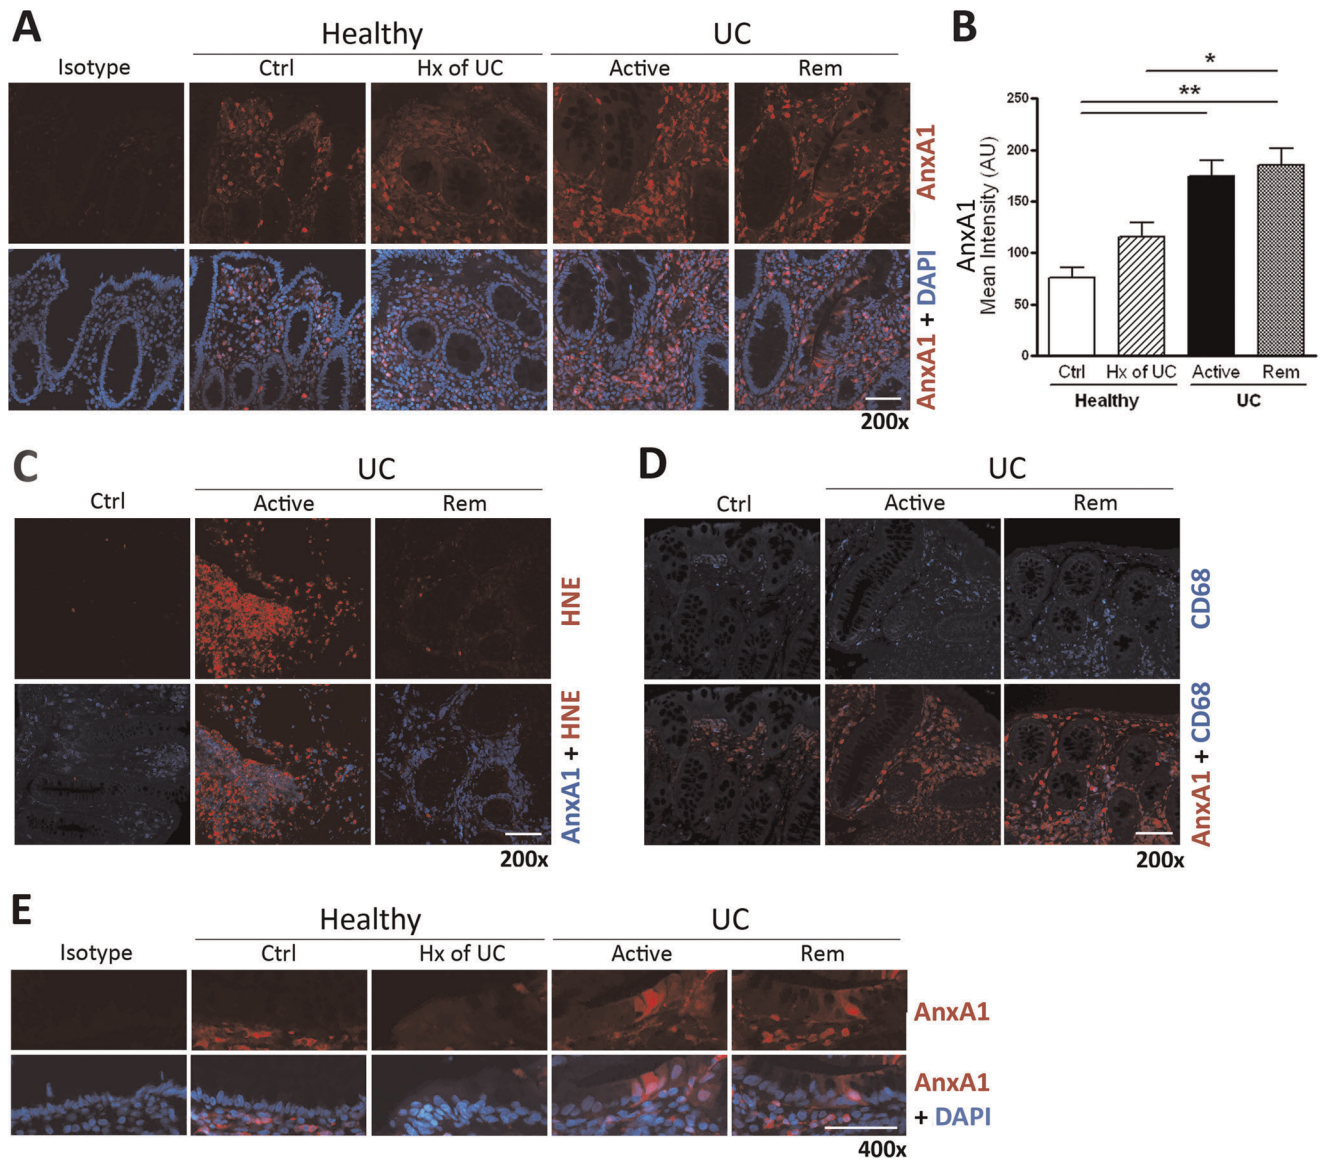 A
Healthy
UC
Isotype
Ctrl
Hx of UC
Active
Rem
AnxA1
AnxA1 + DAPI
200x
B
*
**
250
200
150
100
50
0
AnxA1
Mean Intensity (AU)
Ctrl
Hx of UC
Active
Rem
Healthy
UC
C
UC
Ctrl
Active
Rem
HNE
AnxA1 + HNE
200x
D
UC
Ctrl
Active
Rem
CD68
AnxA1 + CD68
200x
E
Healthy
UC
Isotype
Ctrl
Hx of UC
Active
Rem
AnxA1
AnxA1
+ DAPI
400x